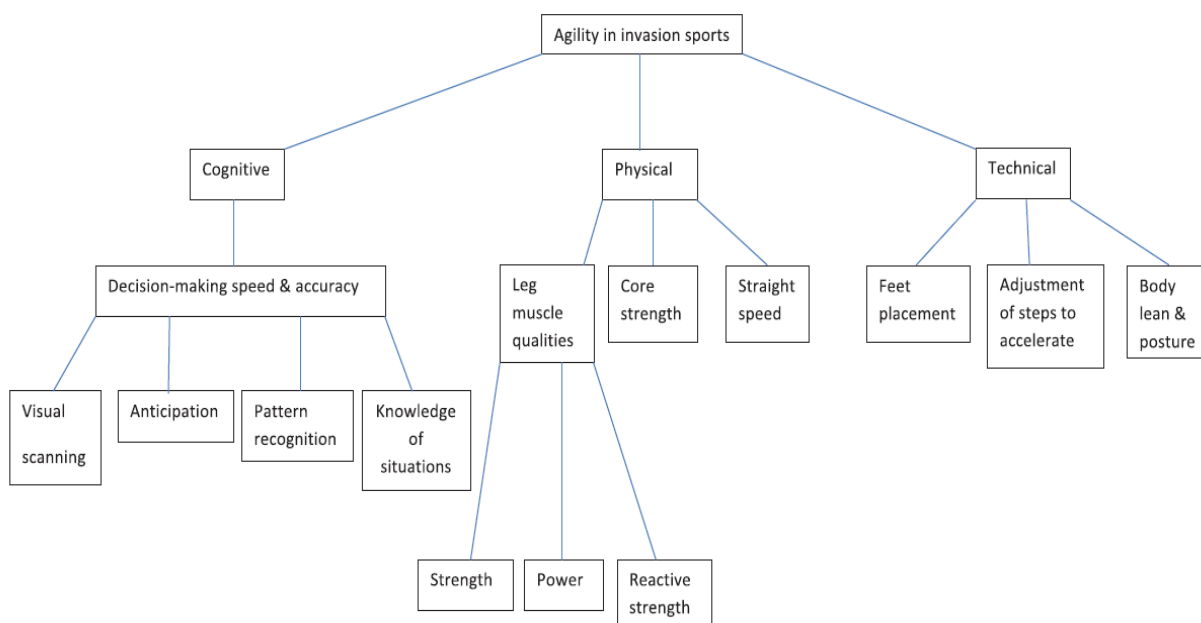 Agility in invasion sports
Cognitive
Physical
Technical
Decision-making speed & accuracy
Leg
muscle
qualities
Core
strength
Straight
speed
Feet
placement
Adjustment
of steps to
accelerate
Body
lean &
posture
Visual
scanning
Anticipation
Pattern
recognition
Knowledge
of
situations
Strength
Power
Reactive
strength